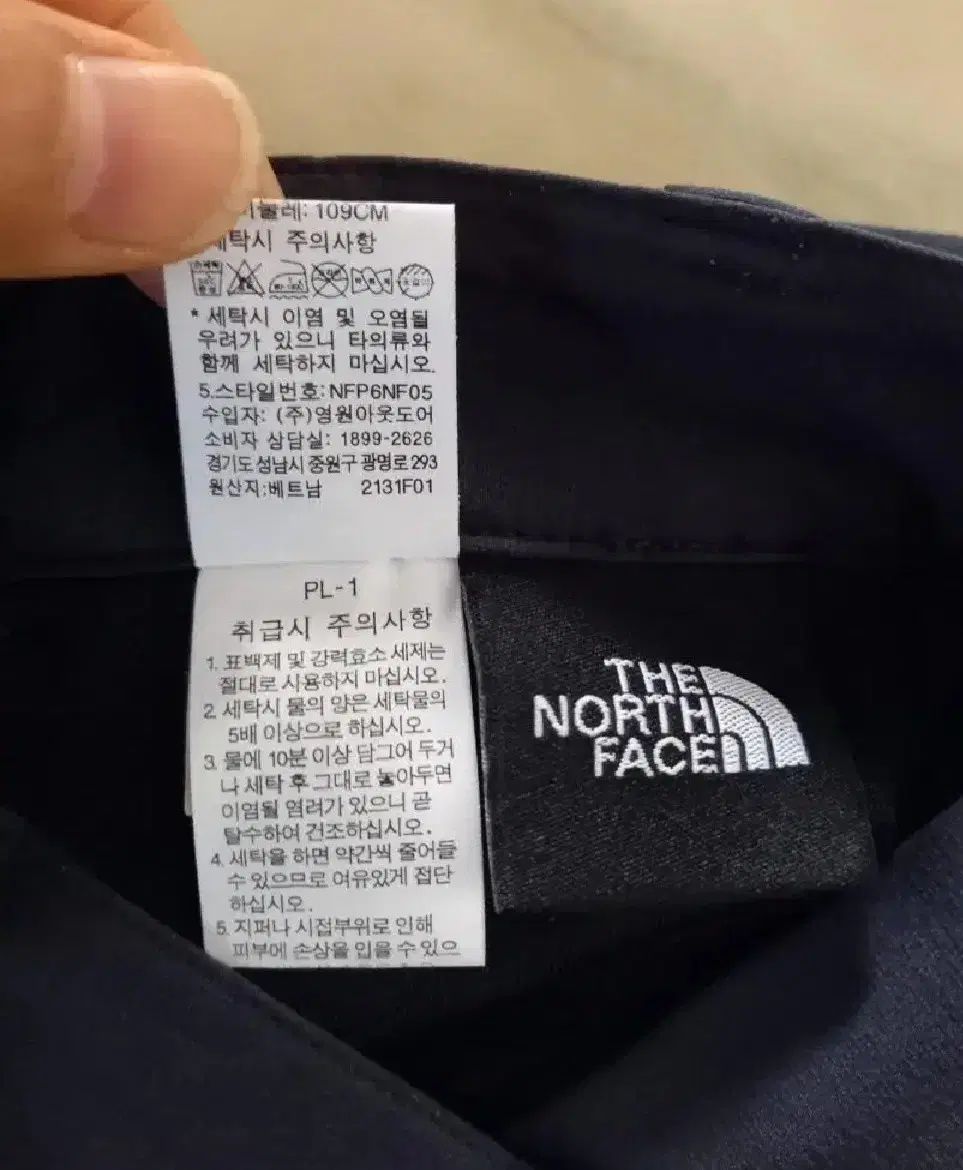 둘레: 109CM
세탁시 주의사항
* 세탁시 이염 및 오염될
우려가 있으니 타의류와
함께 세탁하지 마십시오.
5.스타일번호: NFP6NF05
수입자: (주)영원아웃도어
소비자 상담실: 1899-2626
경기도 성남시 중원구 광명로 293
원산지:베트남 2131F01
PL-1
취급시 주의사항
1. 표백제 및 강력효소 세제는
절대로 사용하지 마십시오.
2. 세탁시 물의 양은 세탁물의
5배 이상으로 하십시오.
3. 물에 10분 이상 담그어 두거
나 세탁 후 그대로 놓아두면
이염될 염려가 있으니 곧
탈수하여 건조하십시오.
4. 세탁을 하면 약간씩 줄어들
수 있으므로 여유있게 접단
하십시오.
5. 지퍼나 시접부위로 인해
피부에 손상을 입을 수 있으
THE
NORTH
FACE